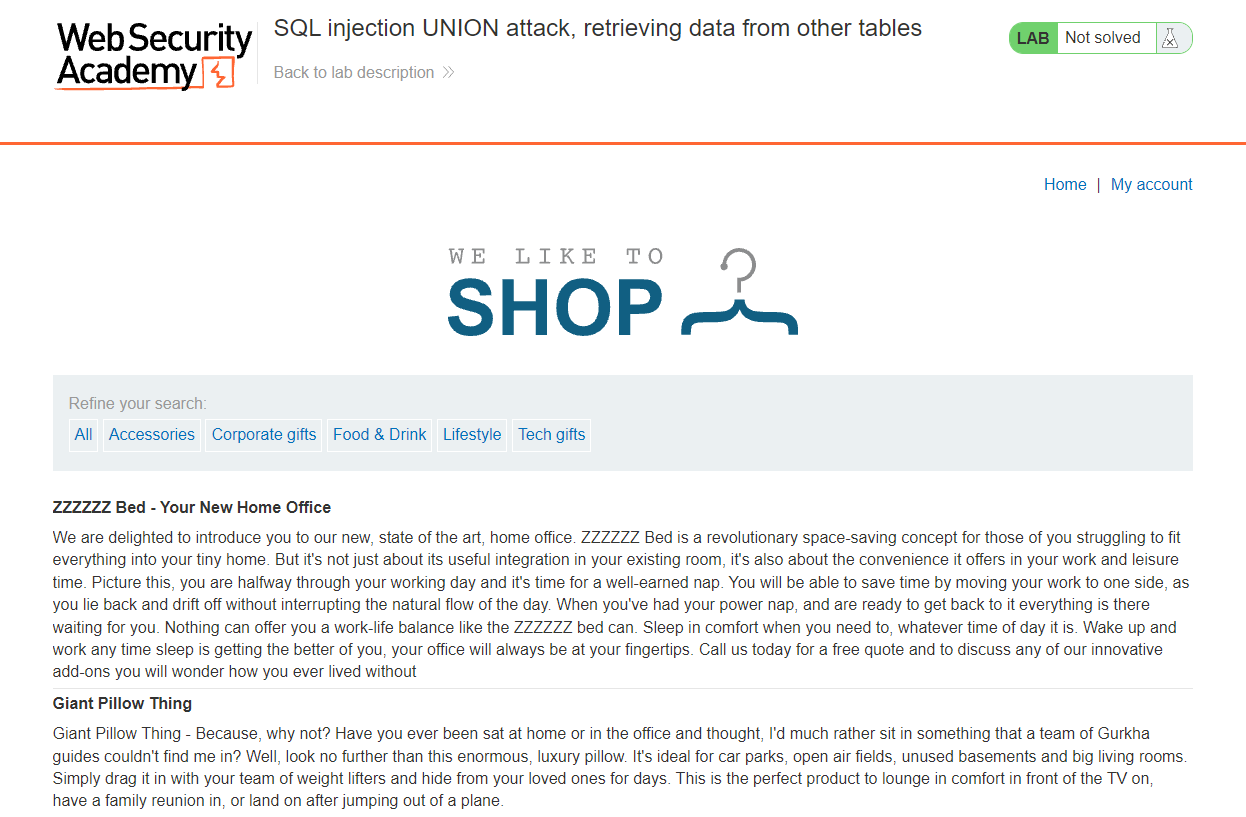 Web Security
Academy
SQL injection UNION attack, retrieving data from other tables
Back to lab description
LAB Not solved
Home | My account
WE LIKE TO
SHOP
Refine your search:
All Accessories Corporate gifts Food & Drink Lifestyle Tech gifts
ZZZZZZ Bed - Your New Home Office
We are delighted to introduce you to our new, state of the art, home office. ZZZZZZ Bed is a revolutionary space-saving concept for those of you struggling to fit
everything into your tiny home. But it's not just about its useful integration in your existing room, it's also about the convenience it offers in your work and leisure
time. Picture this, you are halfway through your working day and it's time for a well-earned nap. You will be able to save time by moving your work to one side, as
you lie back and drift off without interrupting the natural flow of the day. When you've had your power nap, and are ready to get back to it everything is there
waiting for you. Nothing can offer you a work-life balance like the ZZZZZZ bed can. Sleep in comfort when you need to, whatever time of day it is. Wake up and
work any time sleep is getting the better of you, your office will always be at your fingertips. Call us today for a free quote and to discuss any of our innovative
add-ons you will wonder how you ever lived without
Giant Pillow Thing
Giant Pillow Thing - Because, why not? Have you ever been sat at home or in the office and thought, I'd much rather sit in something that a team of Gurkha
guides couldn't find me in? Well, look no further than this enormous, luxury pillow. It's ideal for car parks, open air fields, unused basements and big living rooms.
Simply drag it in with your team of weight lifters and hide from your loved ones for days. This is the perfect product to lounge in comfort in front of the TV on,
have a family reunion in, or land on after jumping out of a plane.